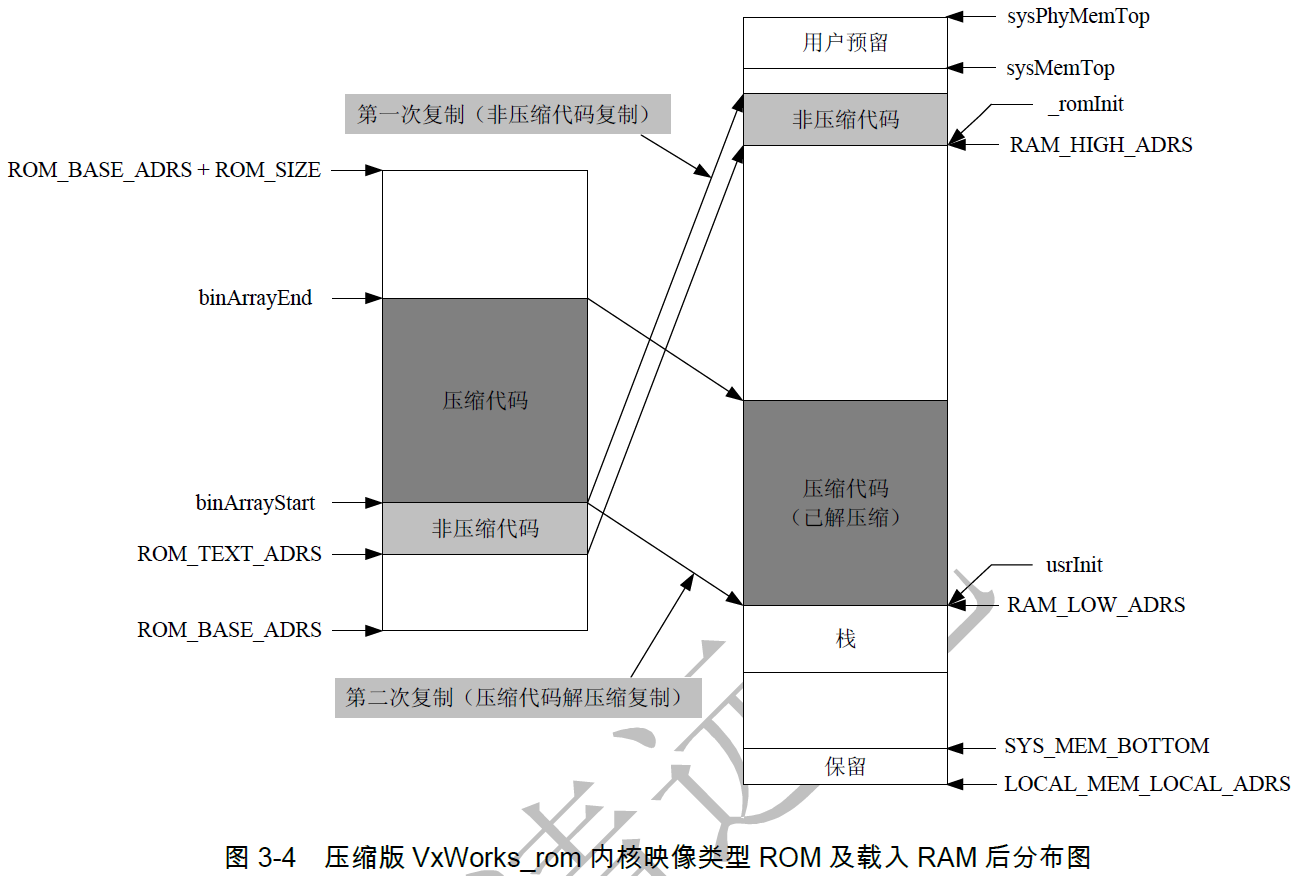 sysPhyMemTop
用户预留
sysMemTop
第一次复制（非压缩代码复制）
_romInit
非压缩代码
RAM_HIGH_ADRS
ROM_BASE_ADRS + ROM_SIZE
binArrayEnd
压缩代码
压缩代码
（已解压缩）
binArrayStart
非压缩代码
ROM_TEXT_ADRS
usrInit
RAM_LOW_ADRS
ROM_BASE_ADRS
栈
第二次复制（压缩代码解压缩复制）
SYS_MEM_BOTTOM
保留
LOCAL_MEM_LOCAL_ADRS
图 3-4 压缩版 VxWorks_rom 内核映像类型 ROM 及载入 RAM 后分布图